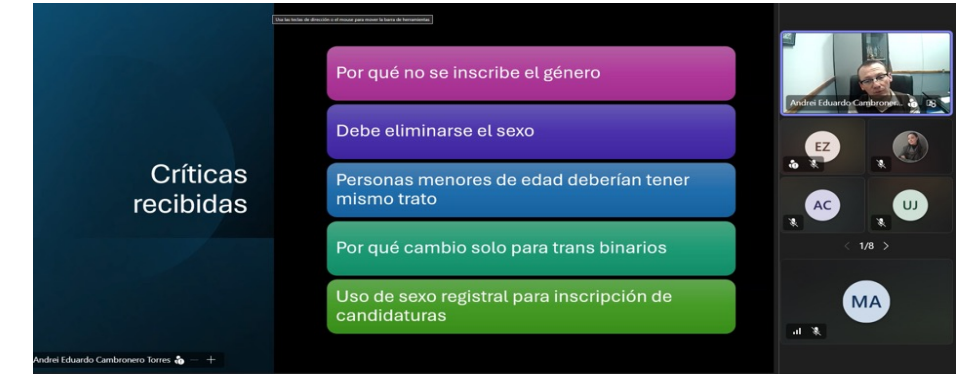 Use las teclas de dirección o el mouse para mover la barra de herramientas
Críticas
recibidas
Por qué no se inscribe el género
Debe eliminarse el sexo
Personas menores de edad deberían tener
mismo trato
Por qué cambio solo para trans binarios
Uso de sexo registral para inscripción de
candidaturas
Andrei Eduardo Cambronero Torres
Andrei Eduardo Cambroner...
EZ
AC
UJ
1/8
MA